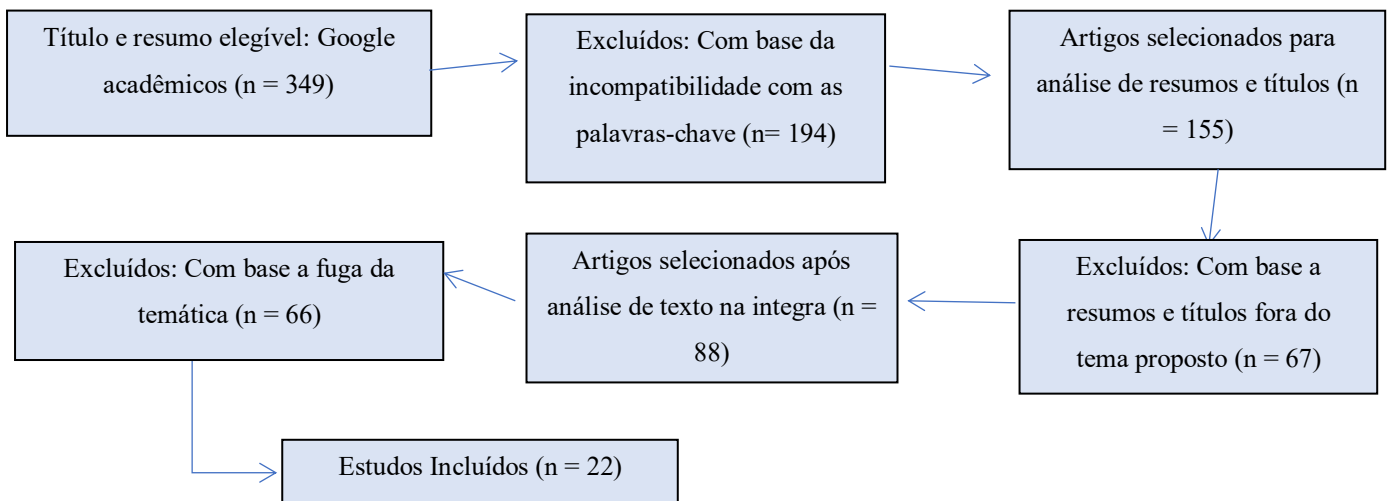 Título e resumo elegível: Google
acadêmicos (n = 349)
Excluídos: Com base da
incompatibilidade com as
palavras-chave (n= 194)
Artigos selecionados para
análise de resumos e títulos (n
= 155)
Excluídos: Com base a
resumos e títulos fora do
tema proposto (n = 67)
Artigos selecionados após
análise de texto na integra (n =
88)
Excluídos: Com base a fuga da
temática (n = 66)
Estudos Incluídos (n = 22)